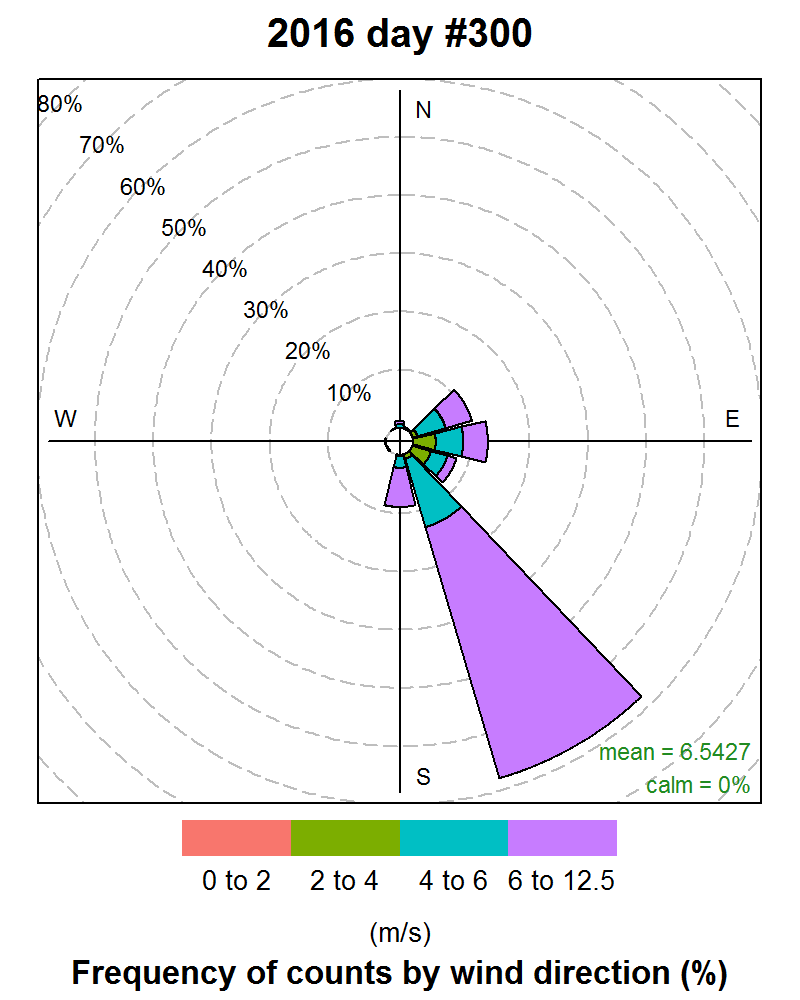 2016 day #300
80%
N
70%
60%
50%
40%
30%
20%
10%
W
E
mean = 6.5427
S
calm = 0%
0 to 2 2 to 4 4 to 6 6 to 12.5
(m/s)
Frequency of counts by wind direction (%)